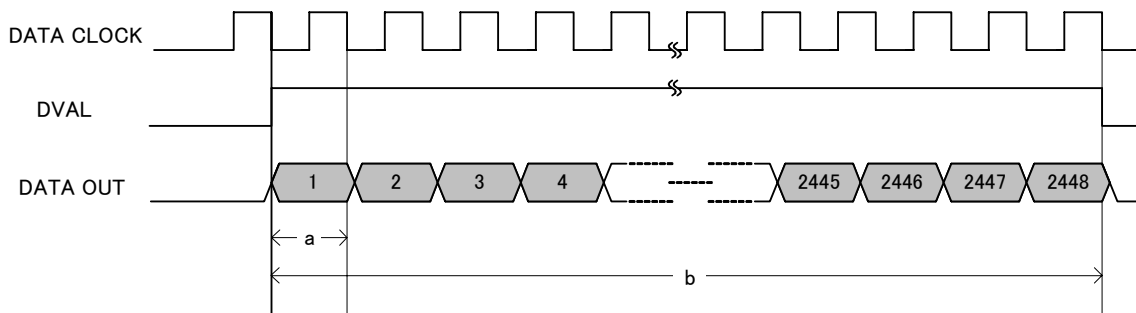 DATA CLOCK
DVAL
DATA OUT 1 2 3 4 2445 2446 2447 2448
a
b